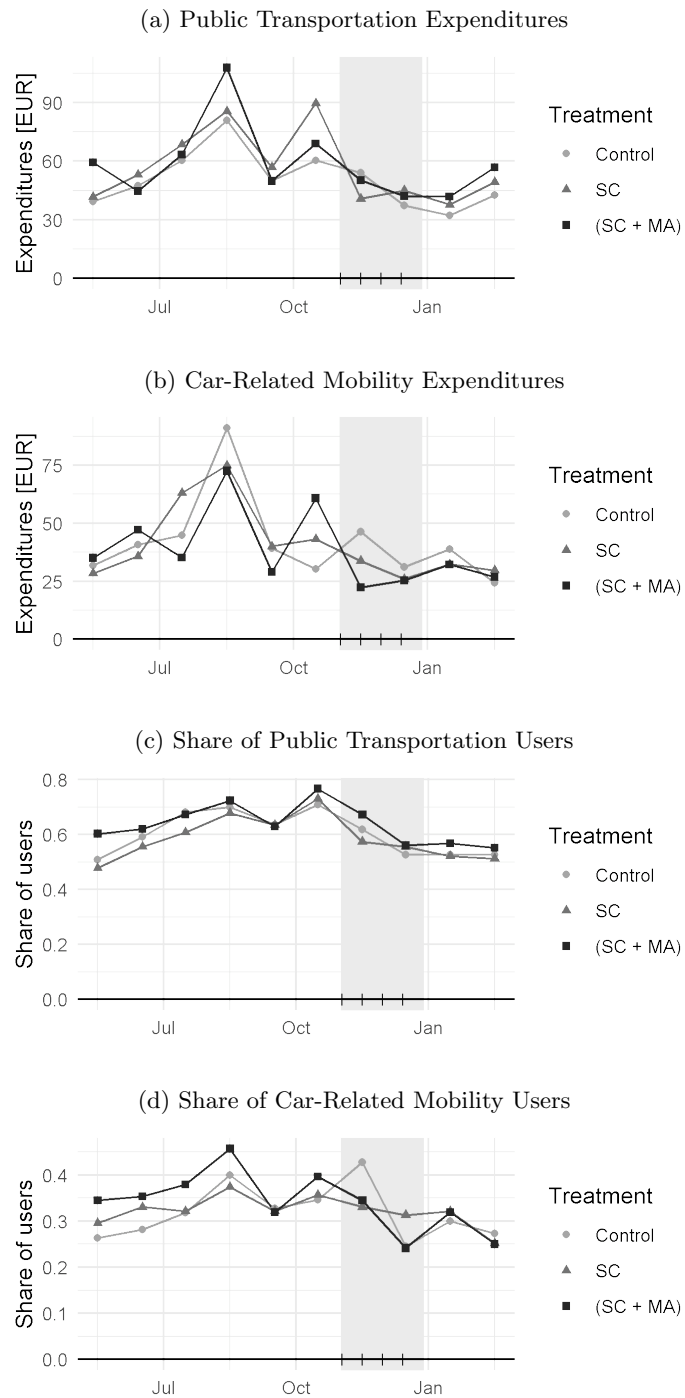 (a) Public Transportation Expenditures
Expenditures [EUR]
90
60
30
0
Jul
Oct
Jan
Treatment
Control
SC
(SC + MA)
(b) Car-Related Mobility Expenditures
Expenditures [EUR]
75
50
25
0
Jul
Oct
Jan
Treatment
Control
SC
(SC + MA)
(c) Share of Public Transportation Users
Share of users
0.8
0.6
0.4
0.2
0.0
Jul
Oct
Jan
Treatment
Control
SC
(SC + MA)
(d) Share of Car-Related Mobility Users
Share of users
0.4
0.3
0.2
0.1
0.0
Jul
Oct
Jan
Treatment
Control
SC
(SC + MA)